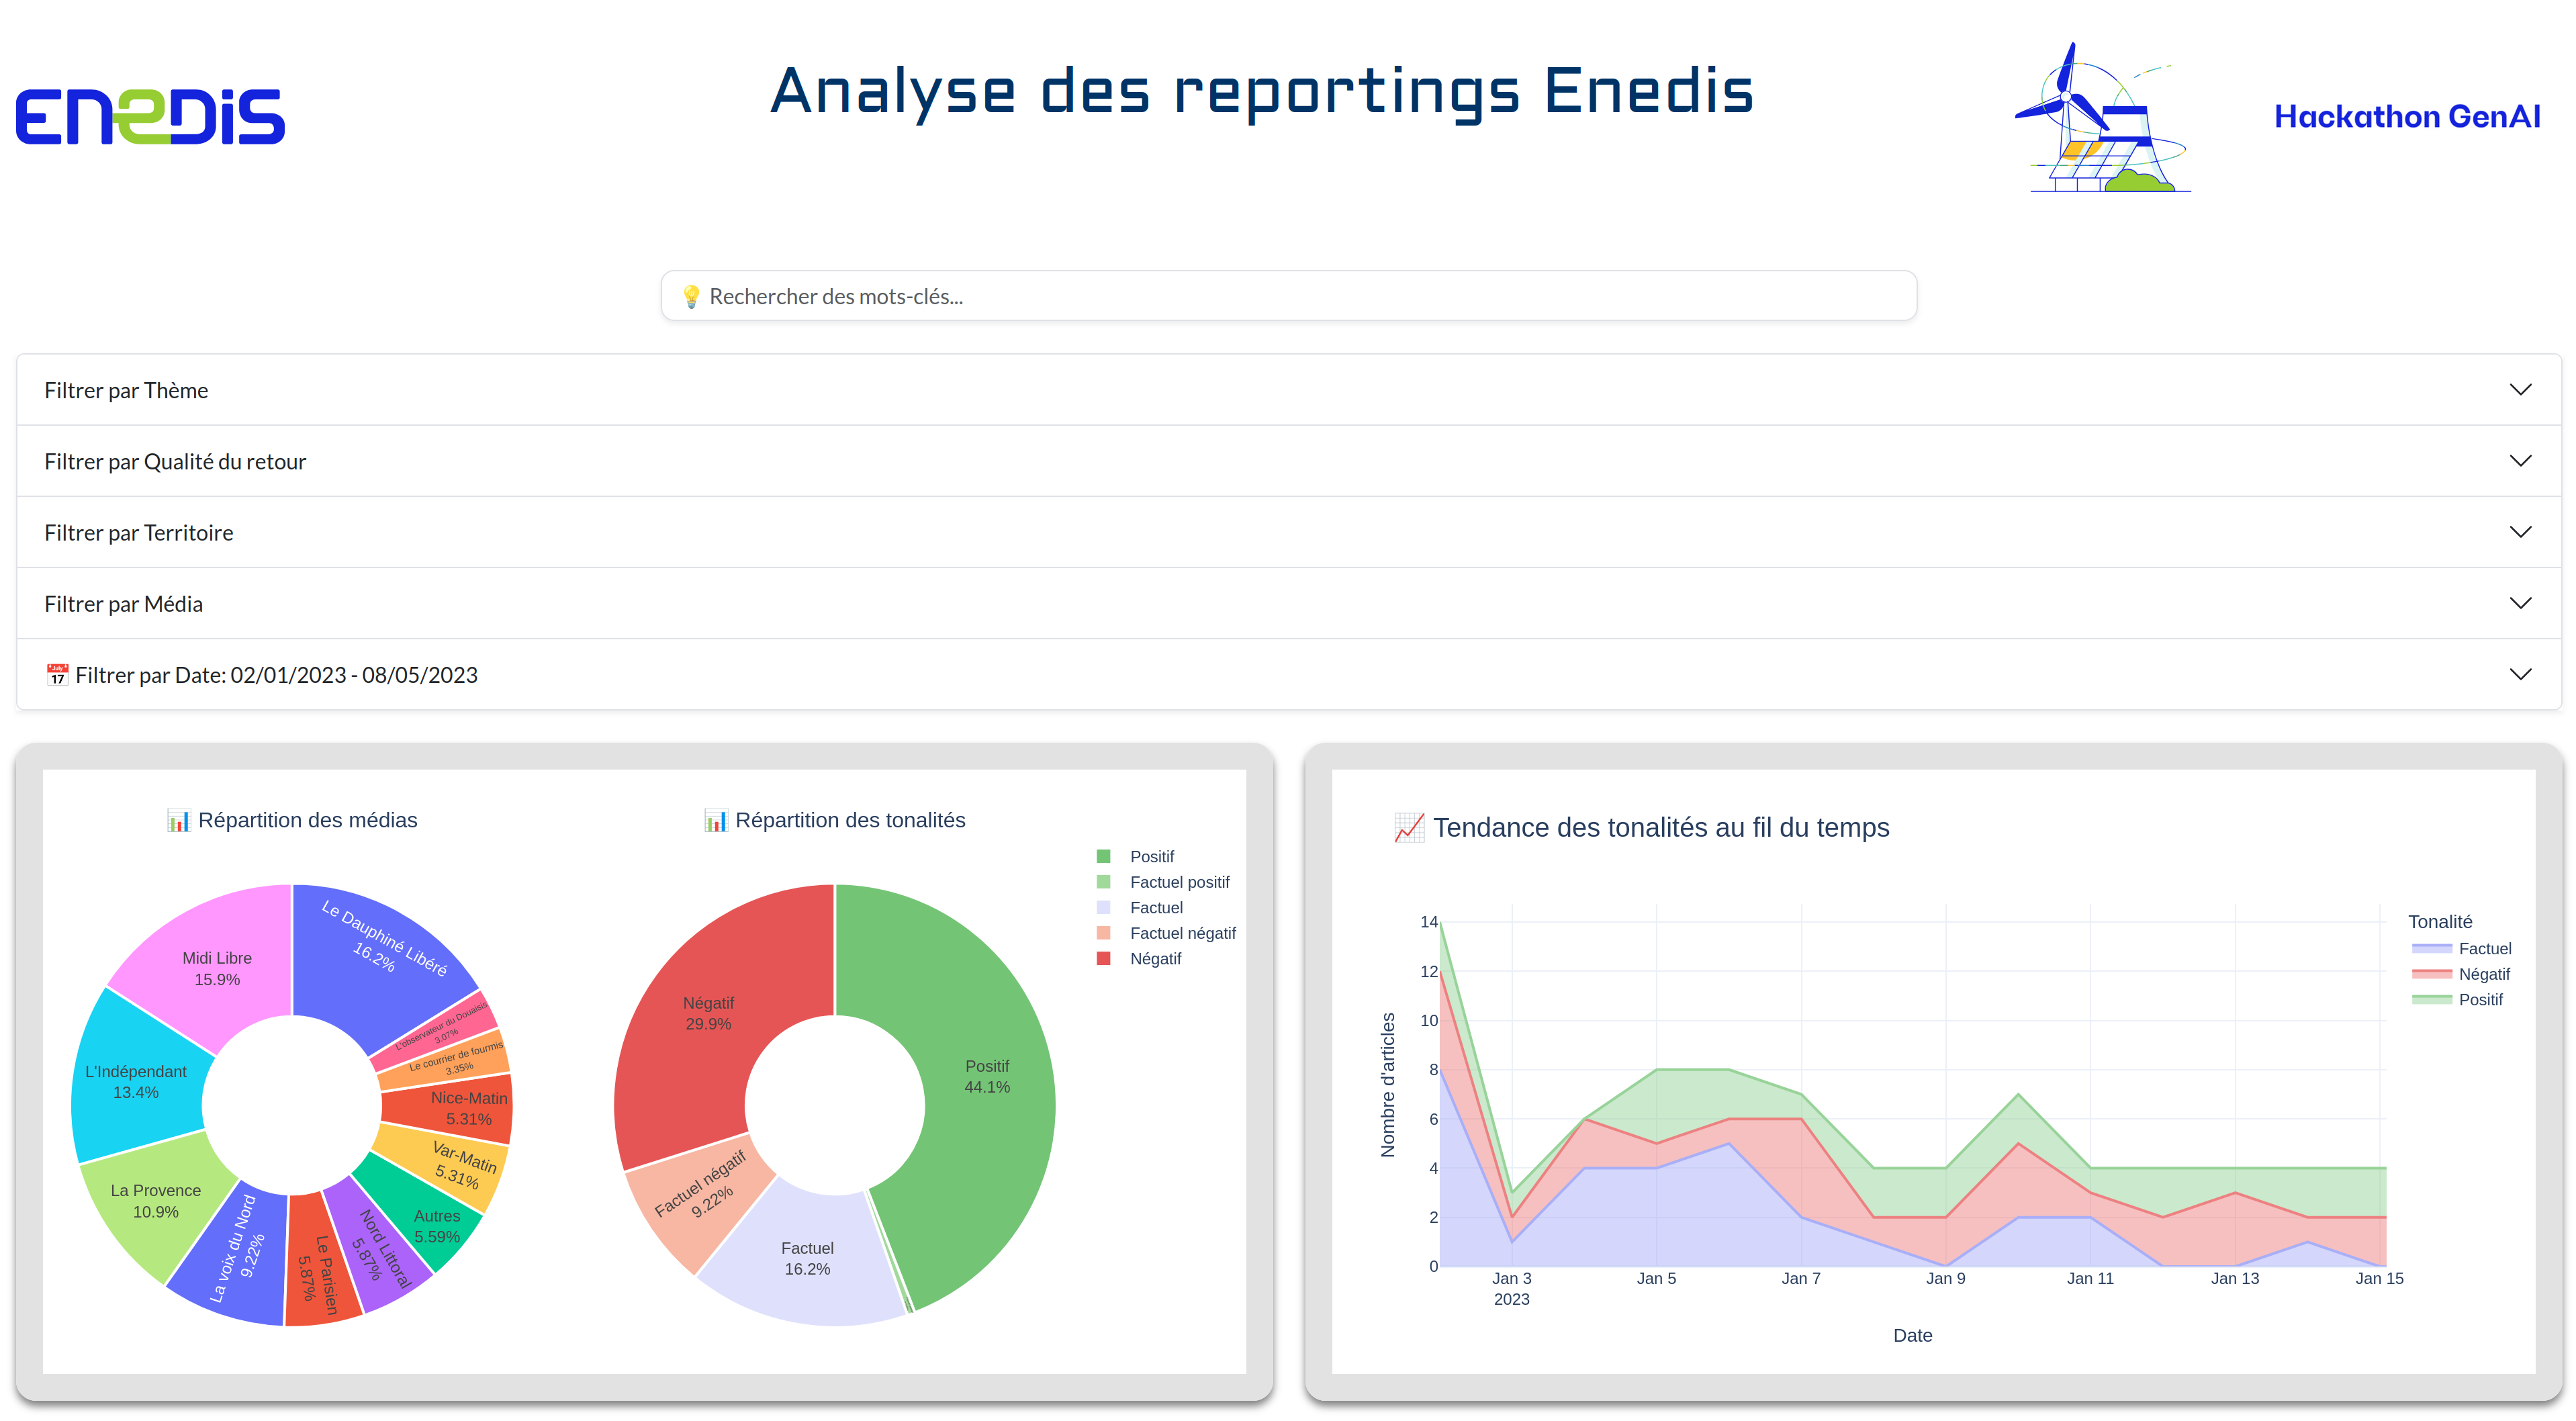 Enedis
Analyse des reportings Enedis
Hackathon GenAI
💡 Rechercher des mots-clés...
Filtrer par Thème
Filtrer par Qualité du retour
Filtrer par Territoire
Filtrer par Média
📅 Filtrer par Date: 02/01/2023 - 08/05/2023
📊 Répartition des médias
Le Dauphiné Libéré
16.2%
L'observateur du Douaisis
3.07%
Le courrier de fourmis
3.35%
Nice-Matin
5.31%
Var-Matin
5.31%
Autres
5.59%
Nord Littoral
5.87%
Le Parisien
5.87%
La voix du Nord
9.22%
La Provence
10.9%
L'Indépendant
13.4%
Midi Libre
15.9%
📊 Répartition des tonalités
Positif
44.1%
Factuel
16.2%
Factuel négatif
9.22%
Négatif
29.9%
Positif
Factuel positif
Factuel
Factuel négatif
Négatif
📈 Tendance des tonalités au fil du temps
Nombre d'articles
14
12
10
8
6
4
2
0
Jan 3
2023
Jan 5
Jan 7
Jan 9
Jan 11
Jan 13
Jan 15
Date
Tonalité
Factuel
Négatif
Positif